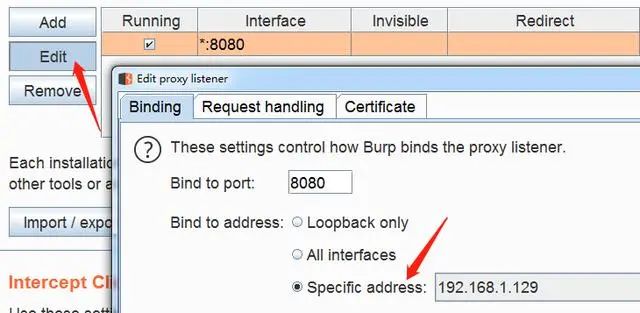 Add
Running
Interface
Invisible
Redirect
*:8080
Edit
Remove
Edit proxy listener
Binding
Request handling
Certificate
These settings control how Burp binds the proxy listener.
Bind to port:
8080
Each installatio
other tools or a
Bind to address:
Loopback only
Import / expo
All interfaces
Specific address:
192.168.1.129
Intercept Cli
Use these sett